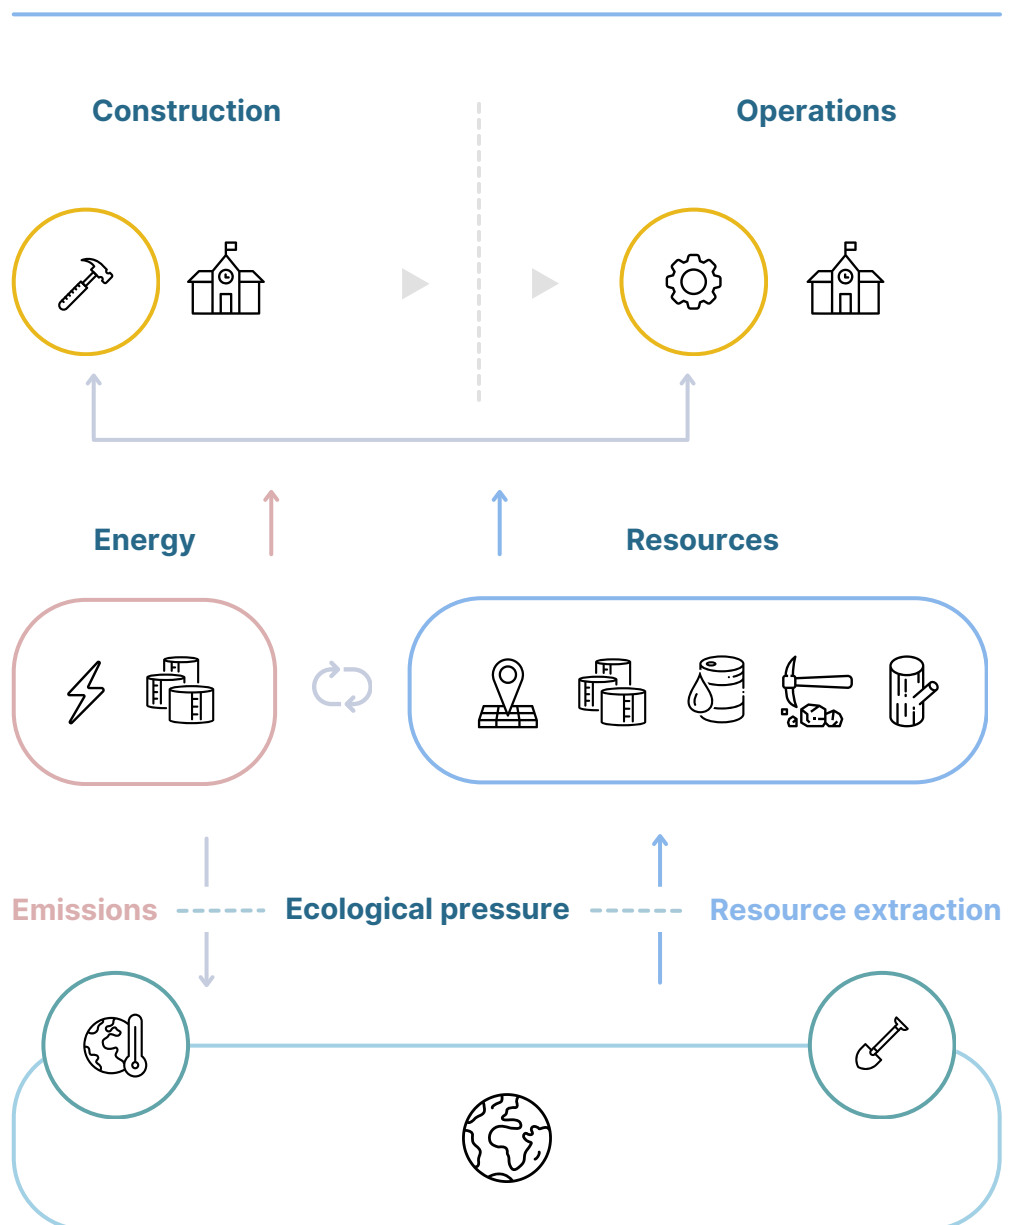 Construction
Operations
Energy
Resources
Emissions
Ecological pressure
Resource extraction